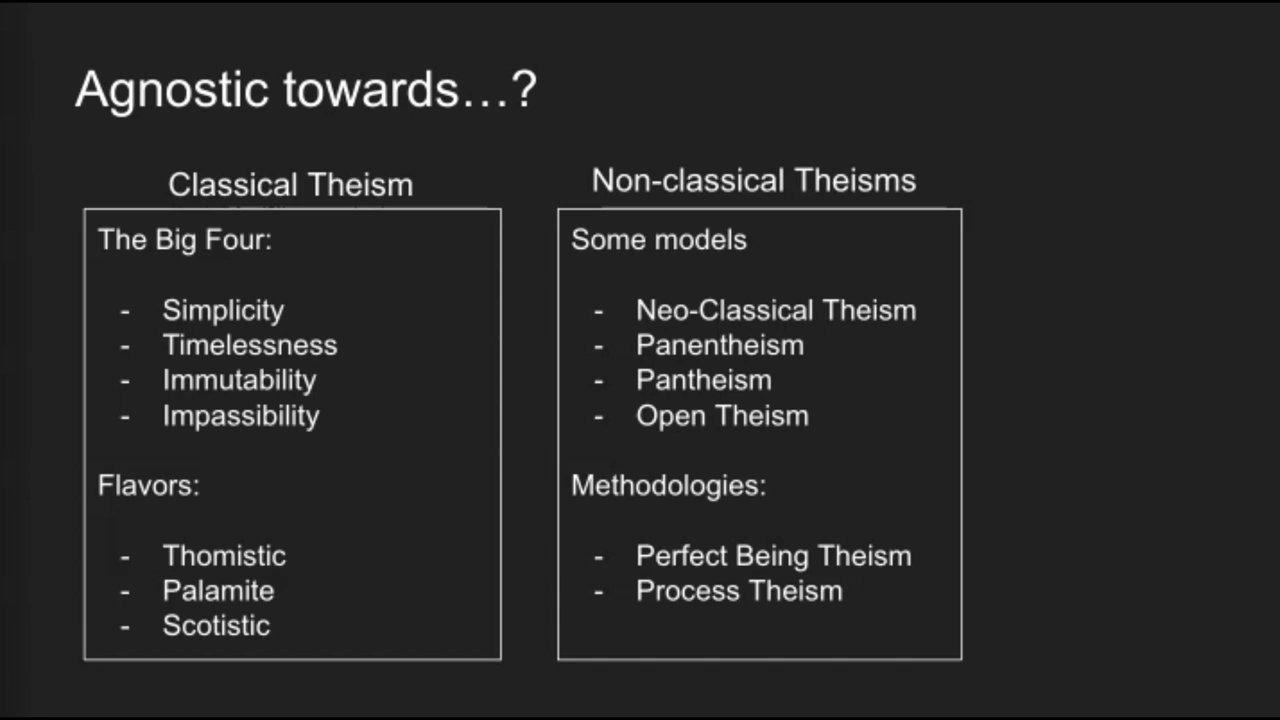 Agnostic towards…?
Classical Theism
The Big Four:
- Simplicity
- Timelessness
- Immutability
- Impassibility
Flavors:
- Thomistic
- Palamite
- Scotistic
Non-classical Theisms
Some models
- Neo-Classical Theism
- Panentheism
- Pantheism
- Open Theism
Methodologies:
- Perfect Being Theism
- Process Theism